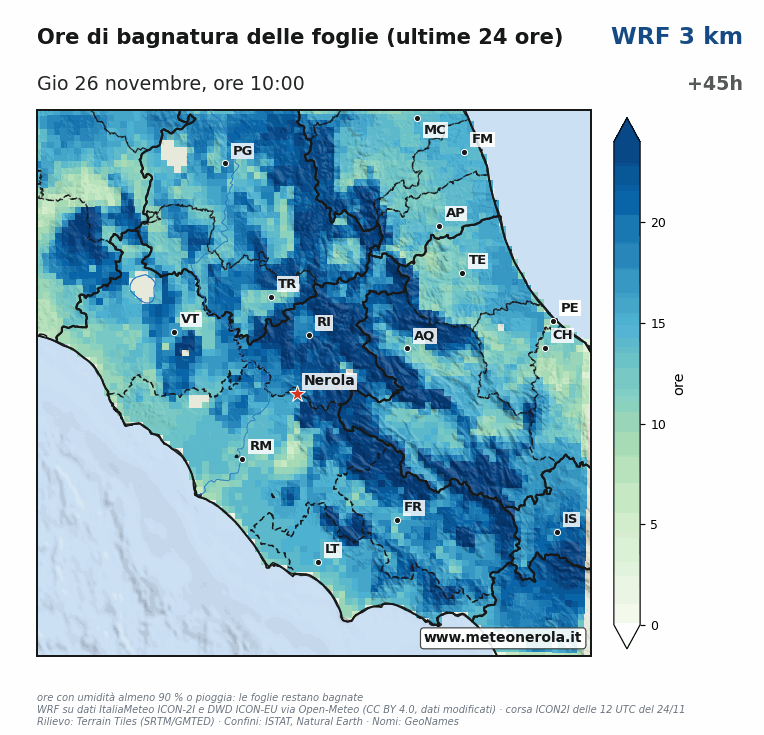 Ore di bagnatura delle foglie (ultime 24 ore)
WRF 3 km
Gio 26 novembre, ore 10:00
+45h
MC
FM
PG
AP
TE
TR
PE
VT
RI
AQ
CH
Nerola
RM
FR
IS
LT
www.meteonerola.it
20
15
10
5
0
ore
ore con umidità almeno 90 % o pioggia: le foglie restano bagnate
WRF su dati ItaliaMeteo ICON-2I e DWD ICON-EU via Open-Meteo (CC BY 4.0, dati modificati) · corsa ICON2I delle 12 UTC del 24/11
Rilievo: Terrain Tiles (SRTM/GMTED) · Confini: ISTAT, Natural Earth · Nomi: GeoNames